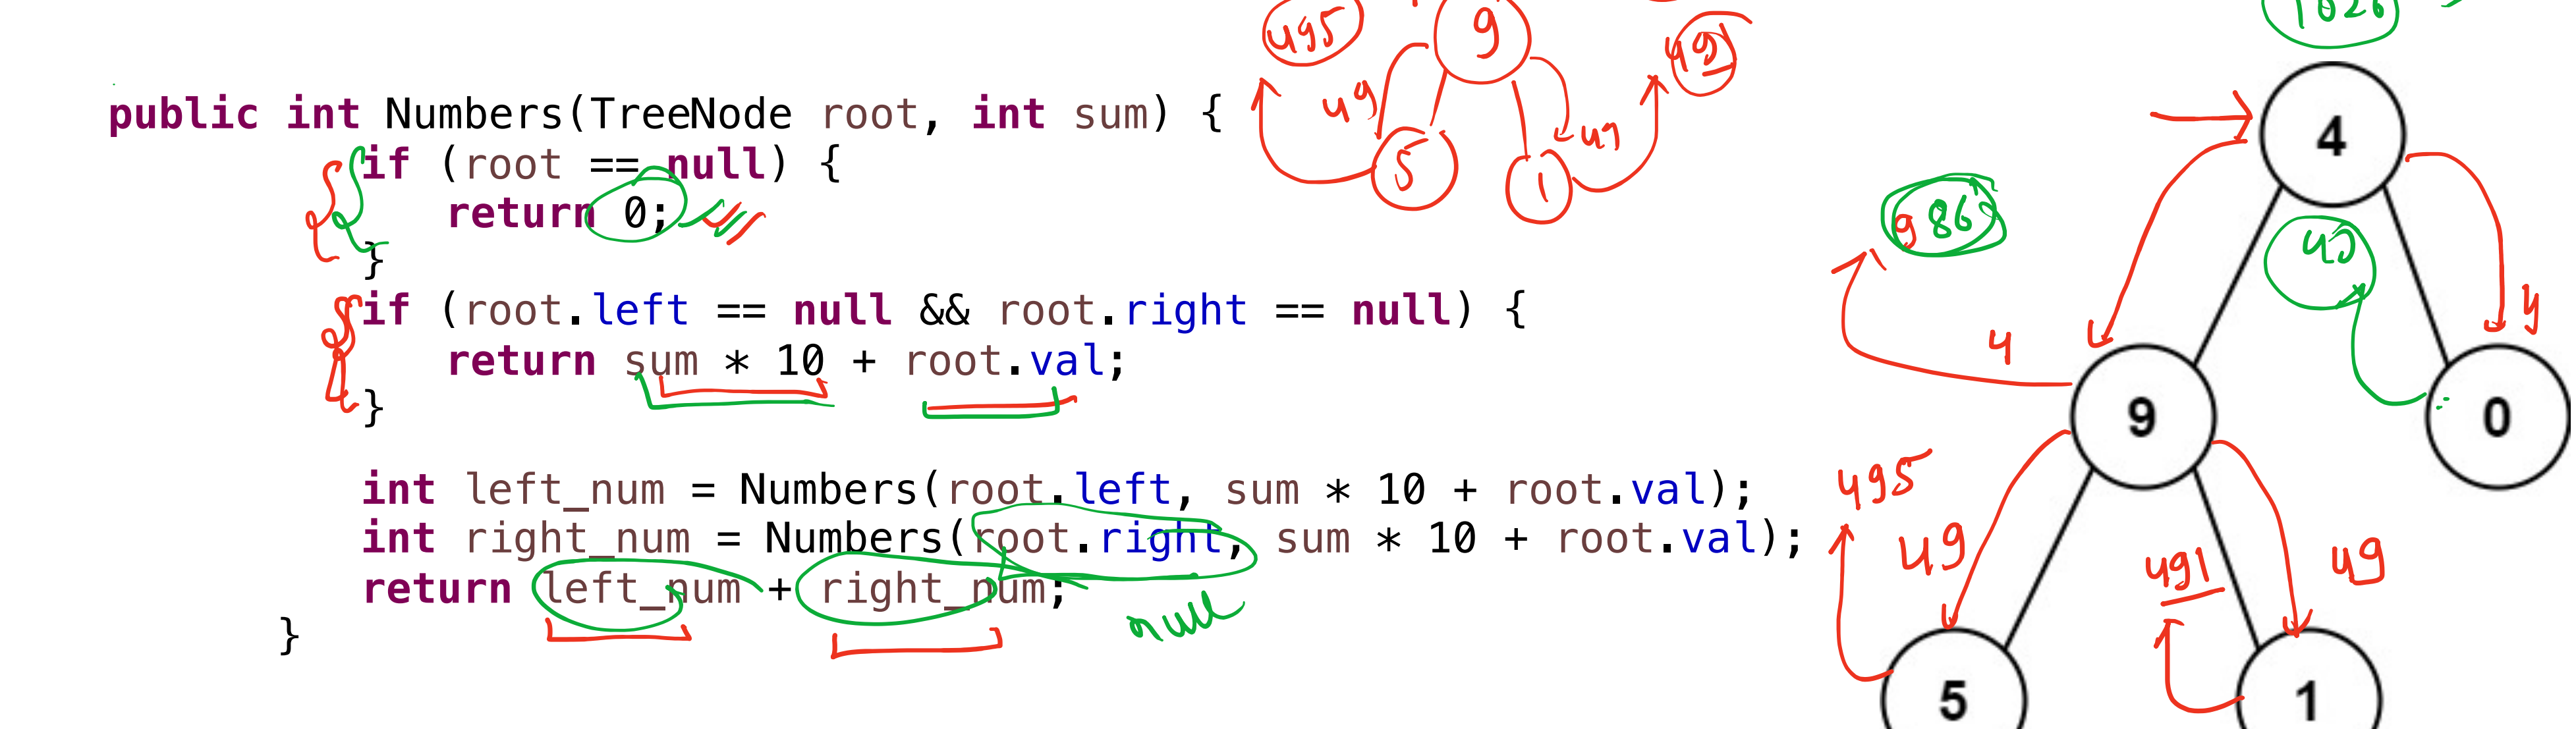 public int Numbers(TreeNode root, int sum) {
if (root == null) {
return 0;
}
if (root.left == null && root.right == null) {
return sum * 10 + root.val;
}
int left_num = Numbers(root.left, sum * 10 + root.val);
int right_num = Numbers(root.right, sum * 10 + root.val);
return left_num + right_num;
}
null
495
9
491
49
49
5
1
1026
4
986
40
4
4
9
0
495
49
491
49
5
1